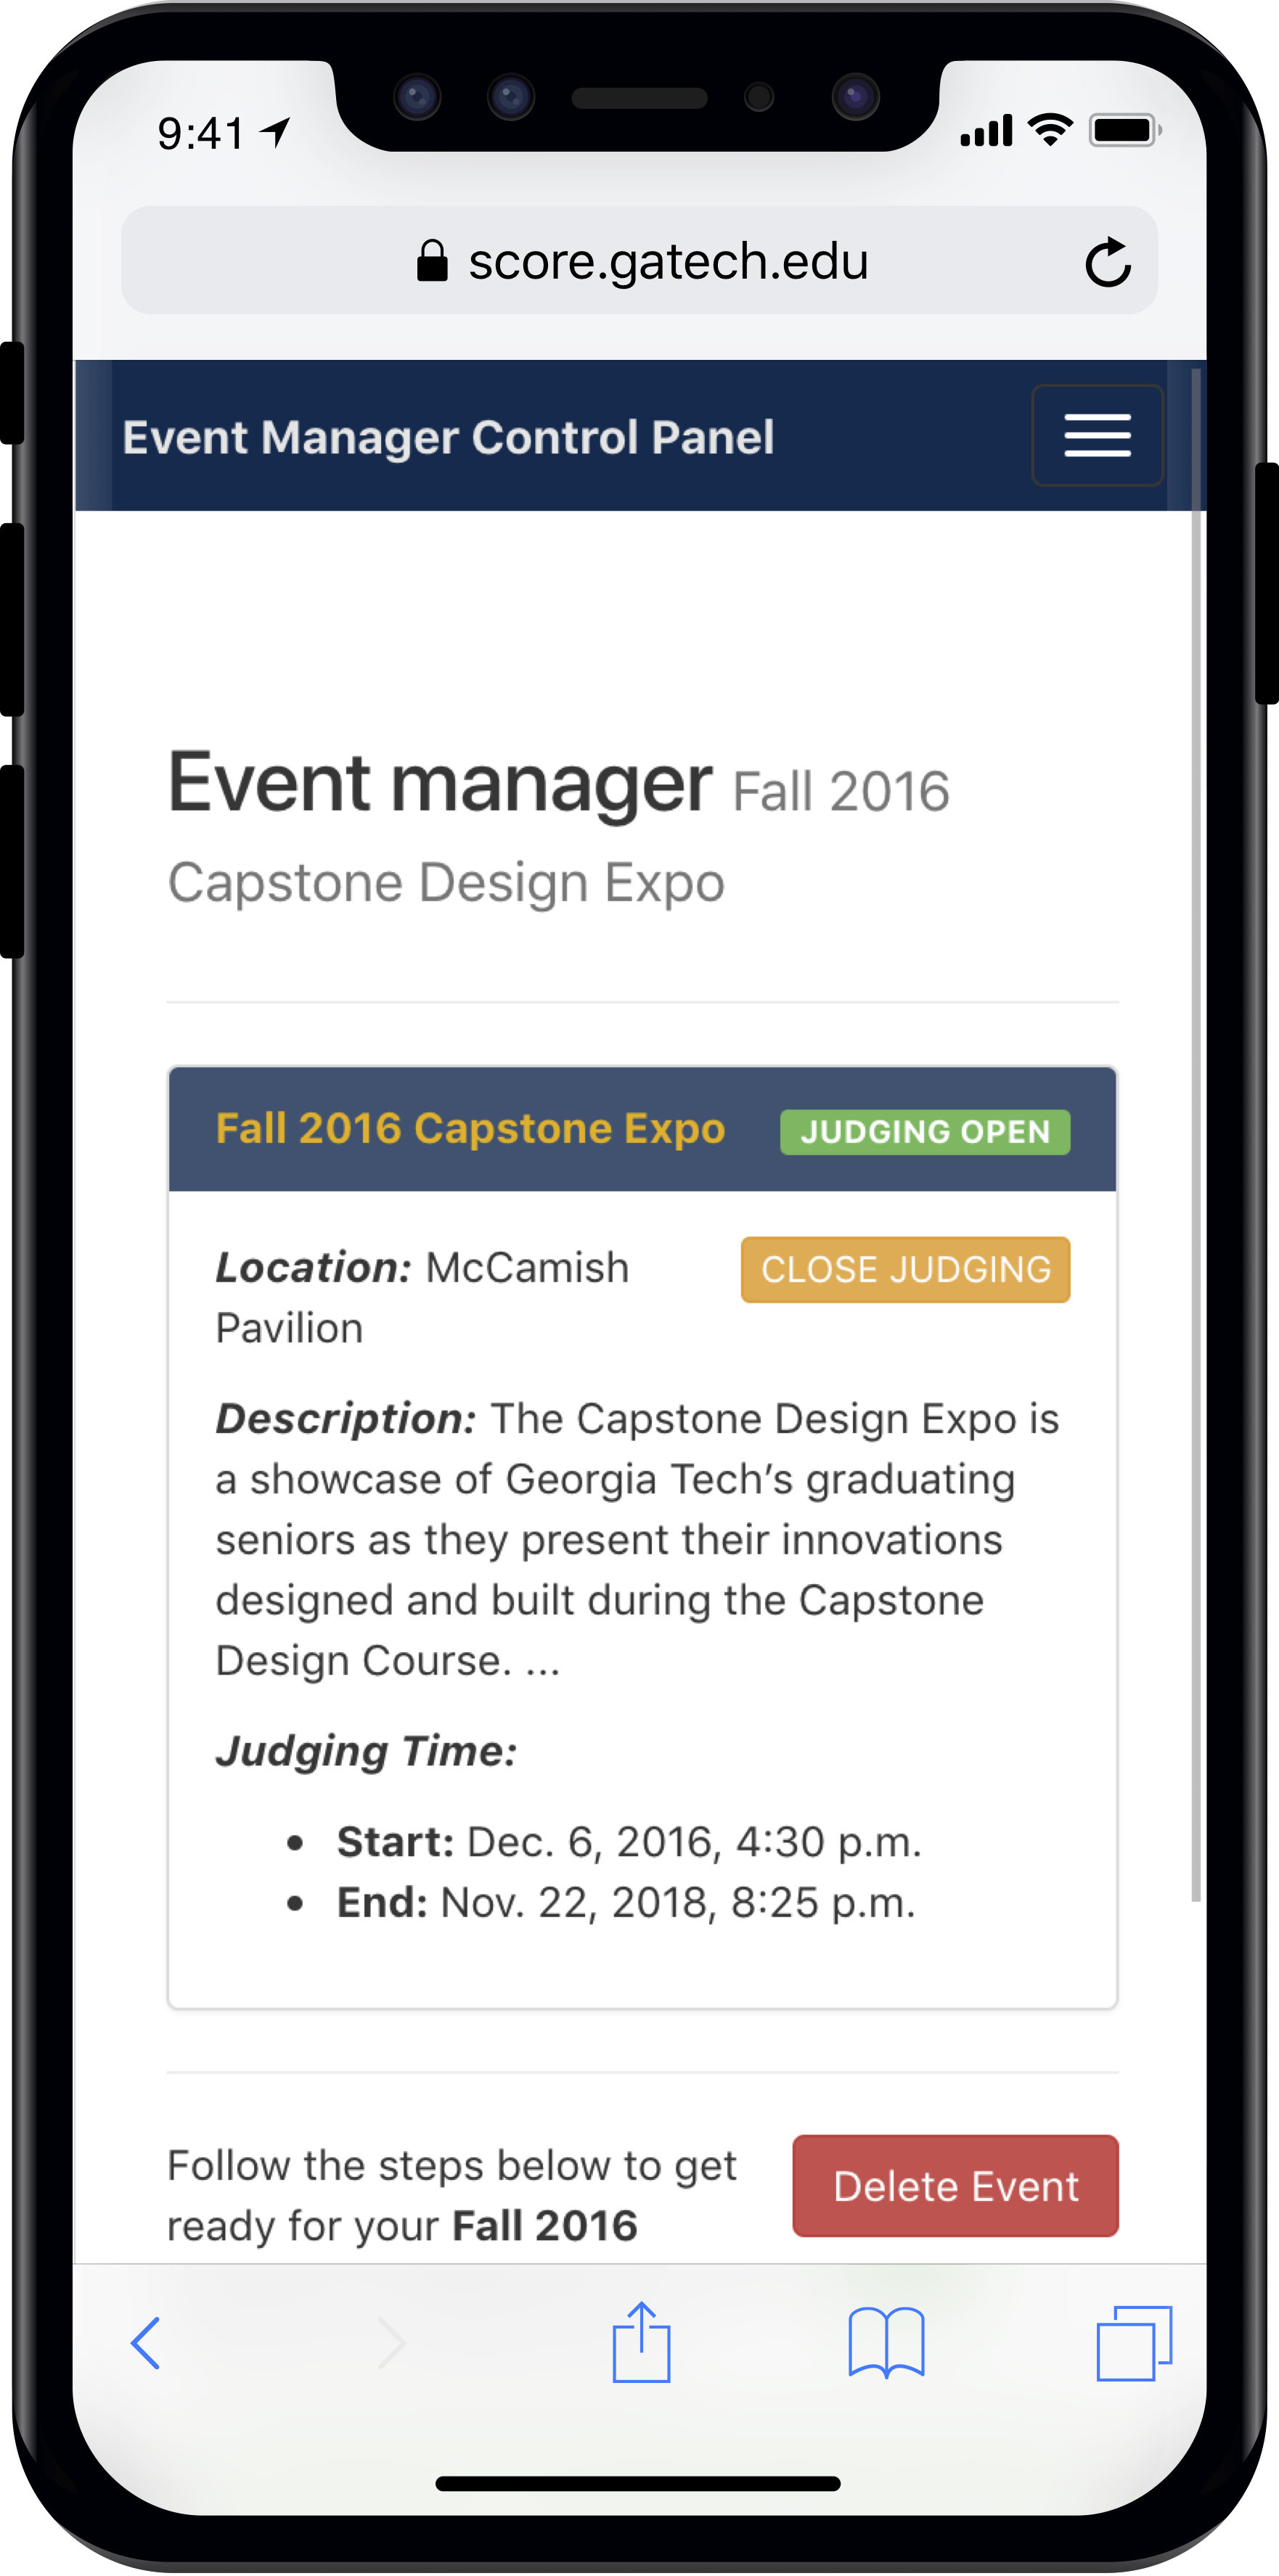 9:41
score.gatech.edu
Event Manager Control Panel
Event manager Fall 2016
Capstone Design Expo
Fall 2016 Capstone Expo JUDGING OPEN
Location: McCamish CLOSE JUDGING
Pavilion
Description: The Capstone Design Expo is
a showcase of Georgia Tech’s graduating
seniors as they present their innovations
designed and built during the Capstone
Design Course. ...
Judging Time:
• Start: Dec. 6, 2016, 4:30 p.m.
• End: Nov. 22, 2018, 8:25 p.m.
Follow the steps below to get Delete Event
ready for your Fall 2016